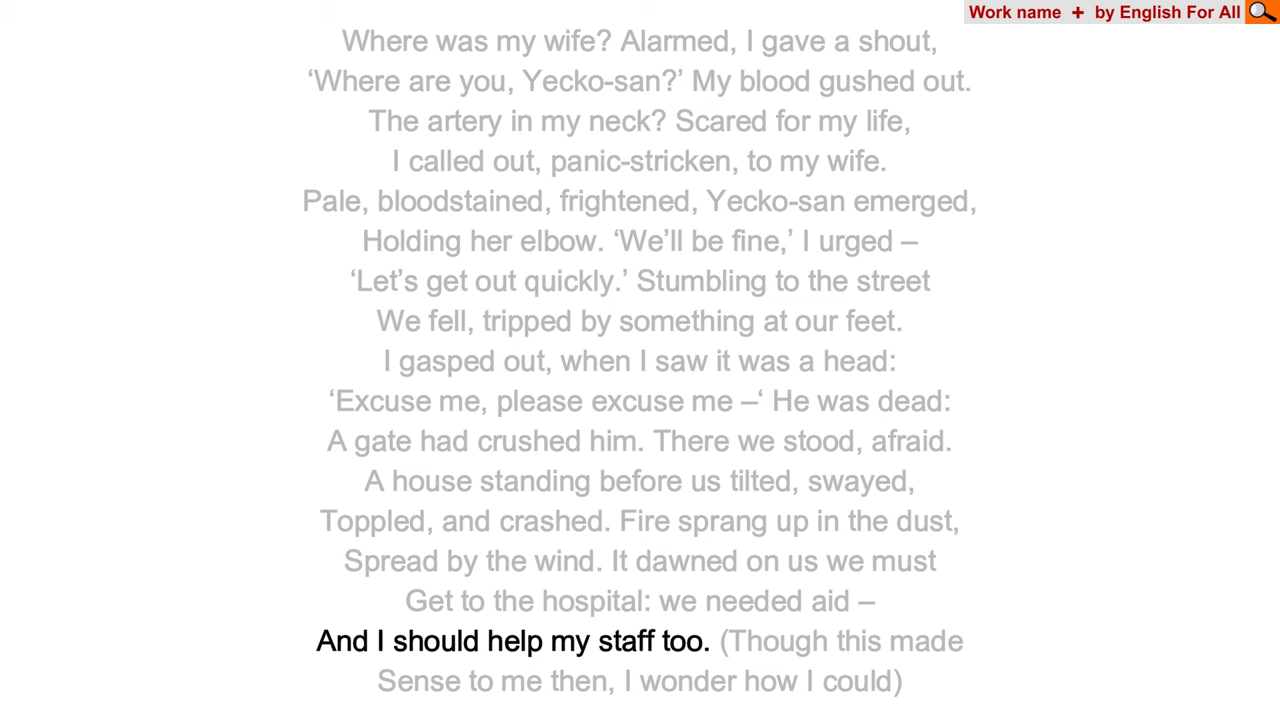 Work name + by English For All
Where was my wife? Alarmed, I gave a shout,
‘Where are you, Yecko-san?’ My blood gushed out.
The artery in my neck? Scared for my life,
I called out, panic-stricken, to my wife.
Pale, bloodstained, frightened, Yecko-san emerged,
Holding her elbow. ‘We’ll be fine,’ I urged –
‘Let’s get out quickly.’ Stumbling to the street
We fell, tripped by something at our feet.
I gasped out, when I saw it was a head:
‘Excuse me, please excuse me –‘ He was dead:
A gate had crushed him. There we stood, afraid.
A house standing before us tilted, swayed,
Toppled, and crashed. Fire sprang up in the dust,
Spread by the wind. It dawned on us we must
Get to the hospital: we needed aid –
And I should help my staff too. (Though this made
Sense to me then, I wonder how I could)